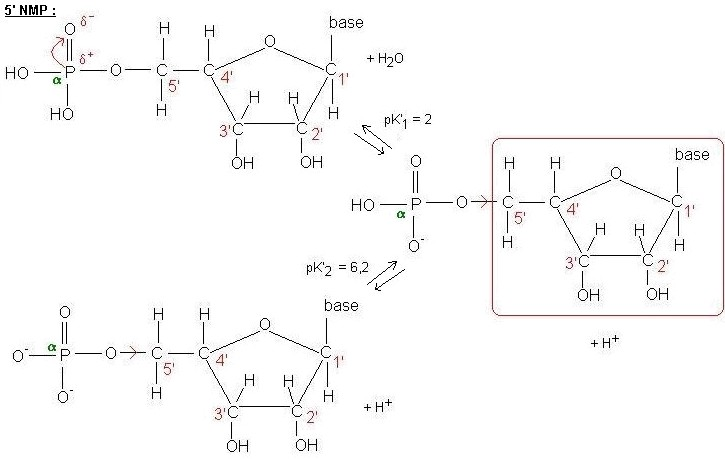 5' NMP :
O δ⁻ H H O base
δ⁺ + H₂O
HO P O C C C
α 5' 4' 1'
H H H H
HO 3' C C 2'
OH OH
pK'₁ = 2
O H H O base
HO P O C C C
α 5' 4' 1'
O⁻ H H H H
3' C C 2'
OH OH
+ H⁺
pK'₂ = 6,2
O H H O base
O⁻ P O C C C
α 5' 4' 1'
O⁻ H H H H
3' C C 2'
OH OH
+ H⁺